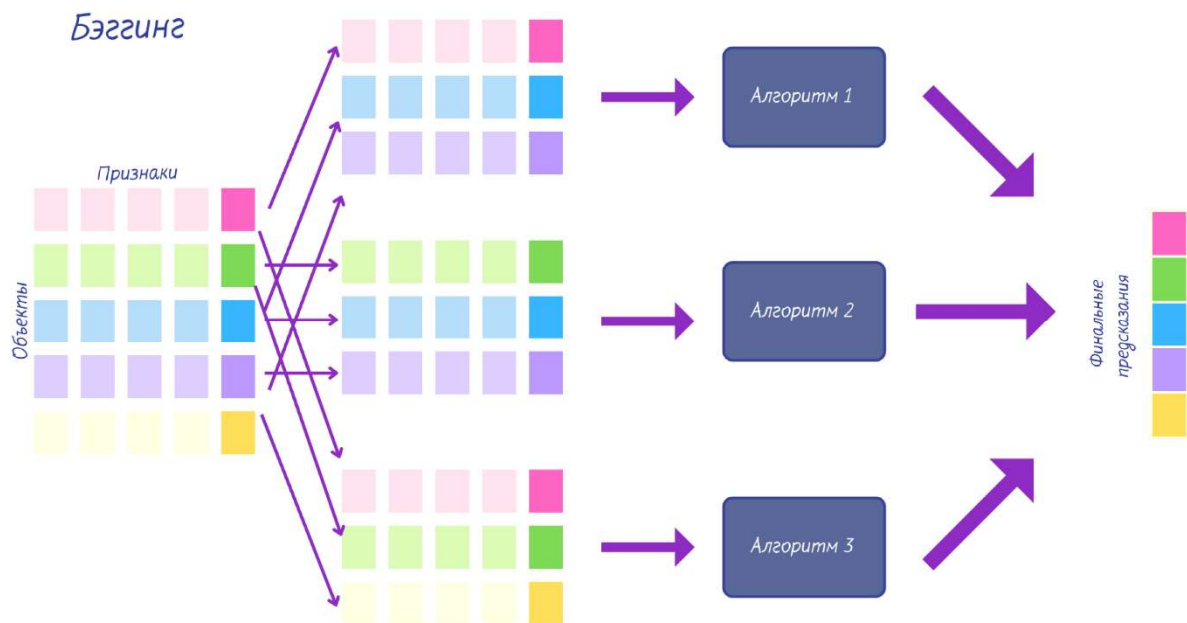 Бэггинг
Признаки
Объекты
Алгоритм 1
Алгоритм 2
Алгоритм 3
Финальные
предсказания